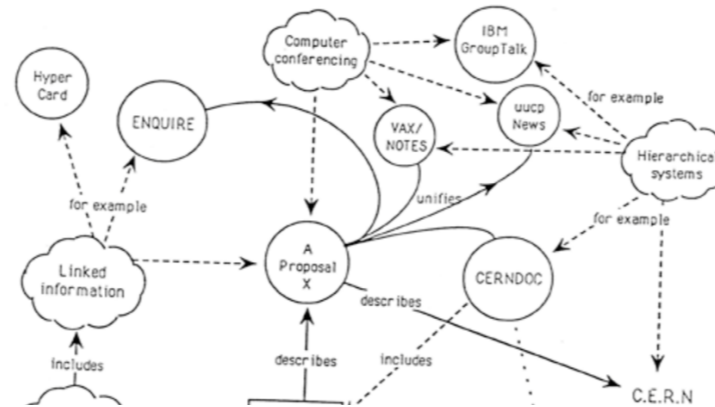 IBM
GroupTalk
Computer
conferencing
Hyper
Card
for example
uucp
News
ENQUIRE
VAX/
NOTES
Hierarchical
systems
unifies
for example
for example
A
Proposal
X
Linked
information
CERNDOC
describes
includes
describes
includes
C.E.R.N